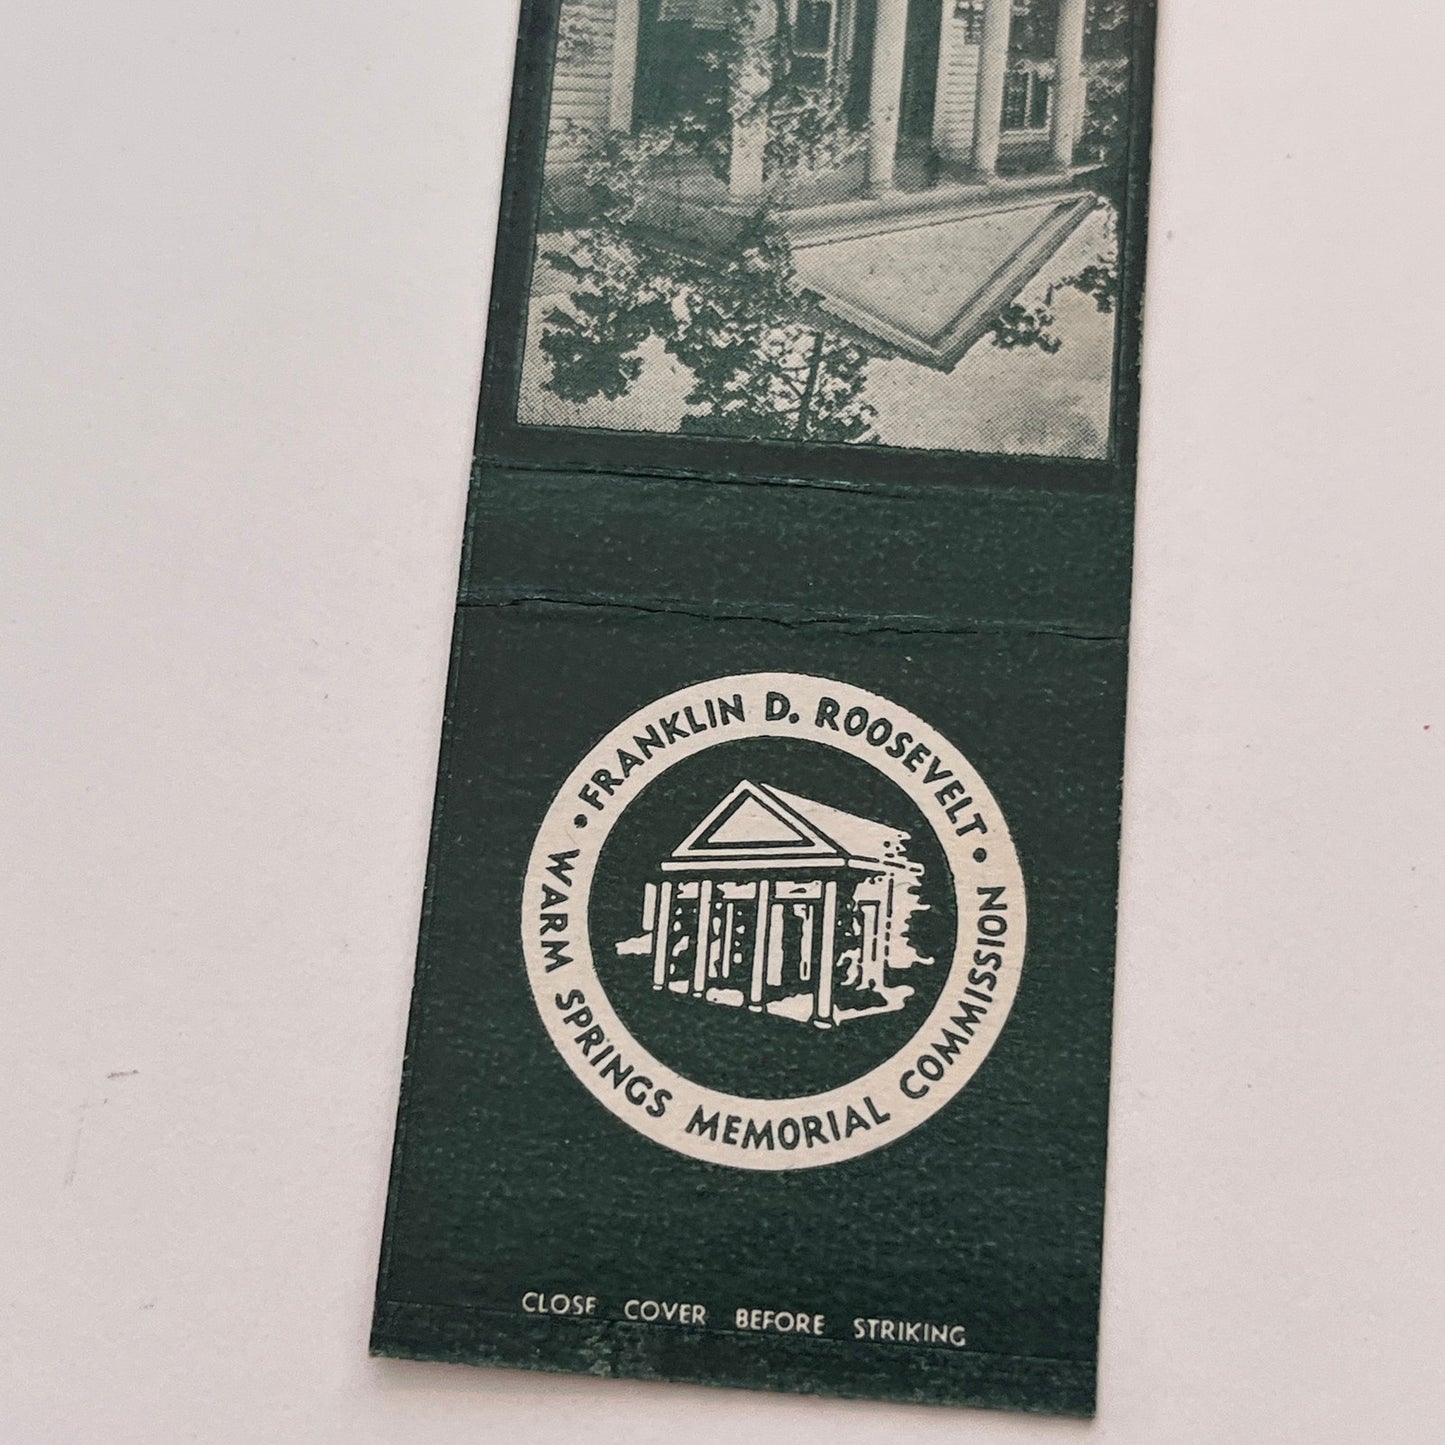 • FRANKLIN D. ROOSEVELT •
WARM SPRINGS MEMORIAL COMMISSION
CLOSE COVER BEFORE STRIKING